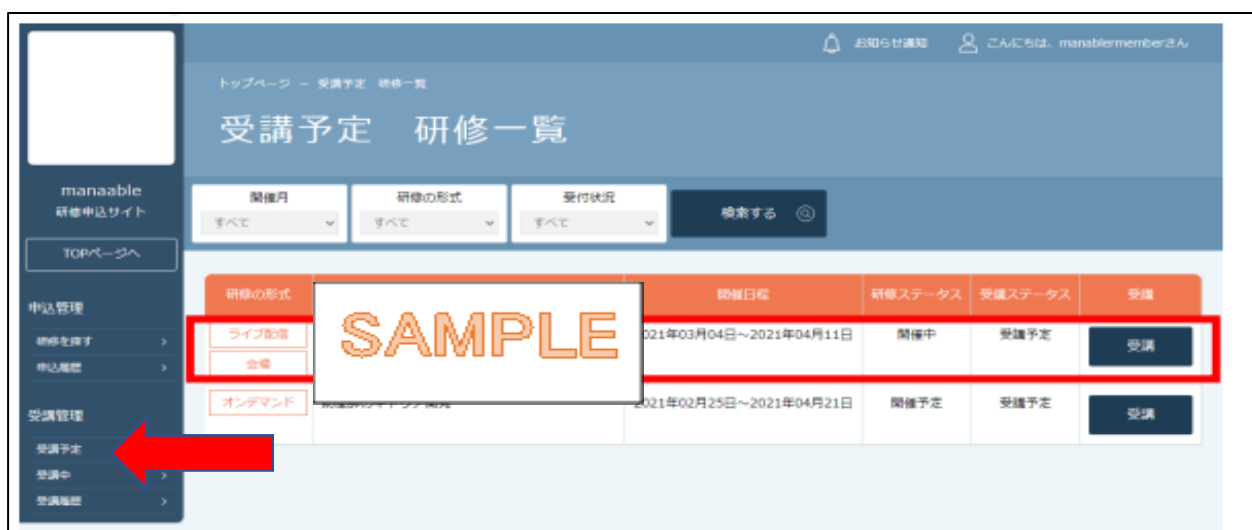 お知らせ通知
こんにちは、manablermemberさん
トップページ − 受講予定 研修一覧
受講予定 研修一覧
manaable
研修申込サイト
TOPページへ
申込管理
研修を探す
申込履歴
受講管理
受講予定
受講中
受講履歴
開催月
すべて
研修の形式
すべて
受付状況
すべて
検索する
研修の形式
開催日程
研修ステータス
受講ステータス
受講
ライブ配信
会場
SAMPLE
021年03月04日～2021年04月11日
開催中
受講予定
受講
オンデマンド
2021年02月25日～2021年04月21日
開催予定
受講予定
受講